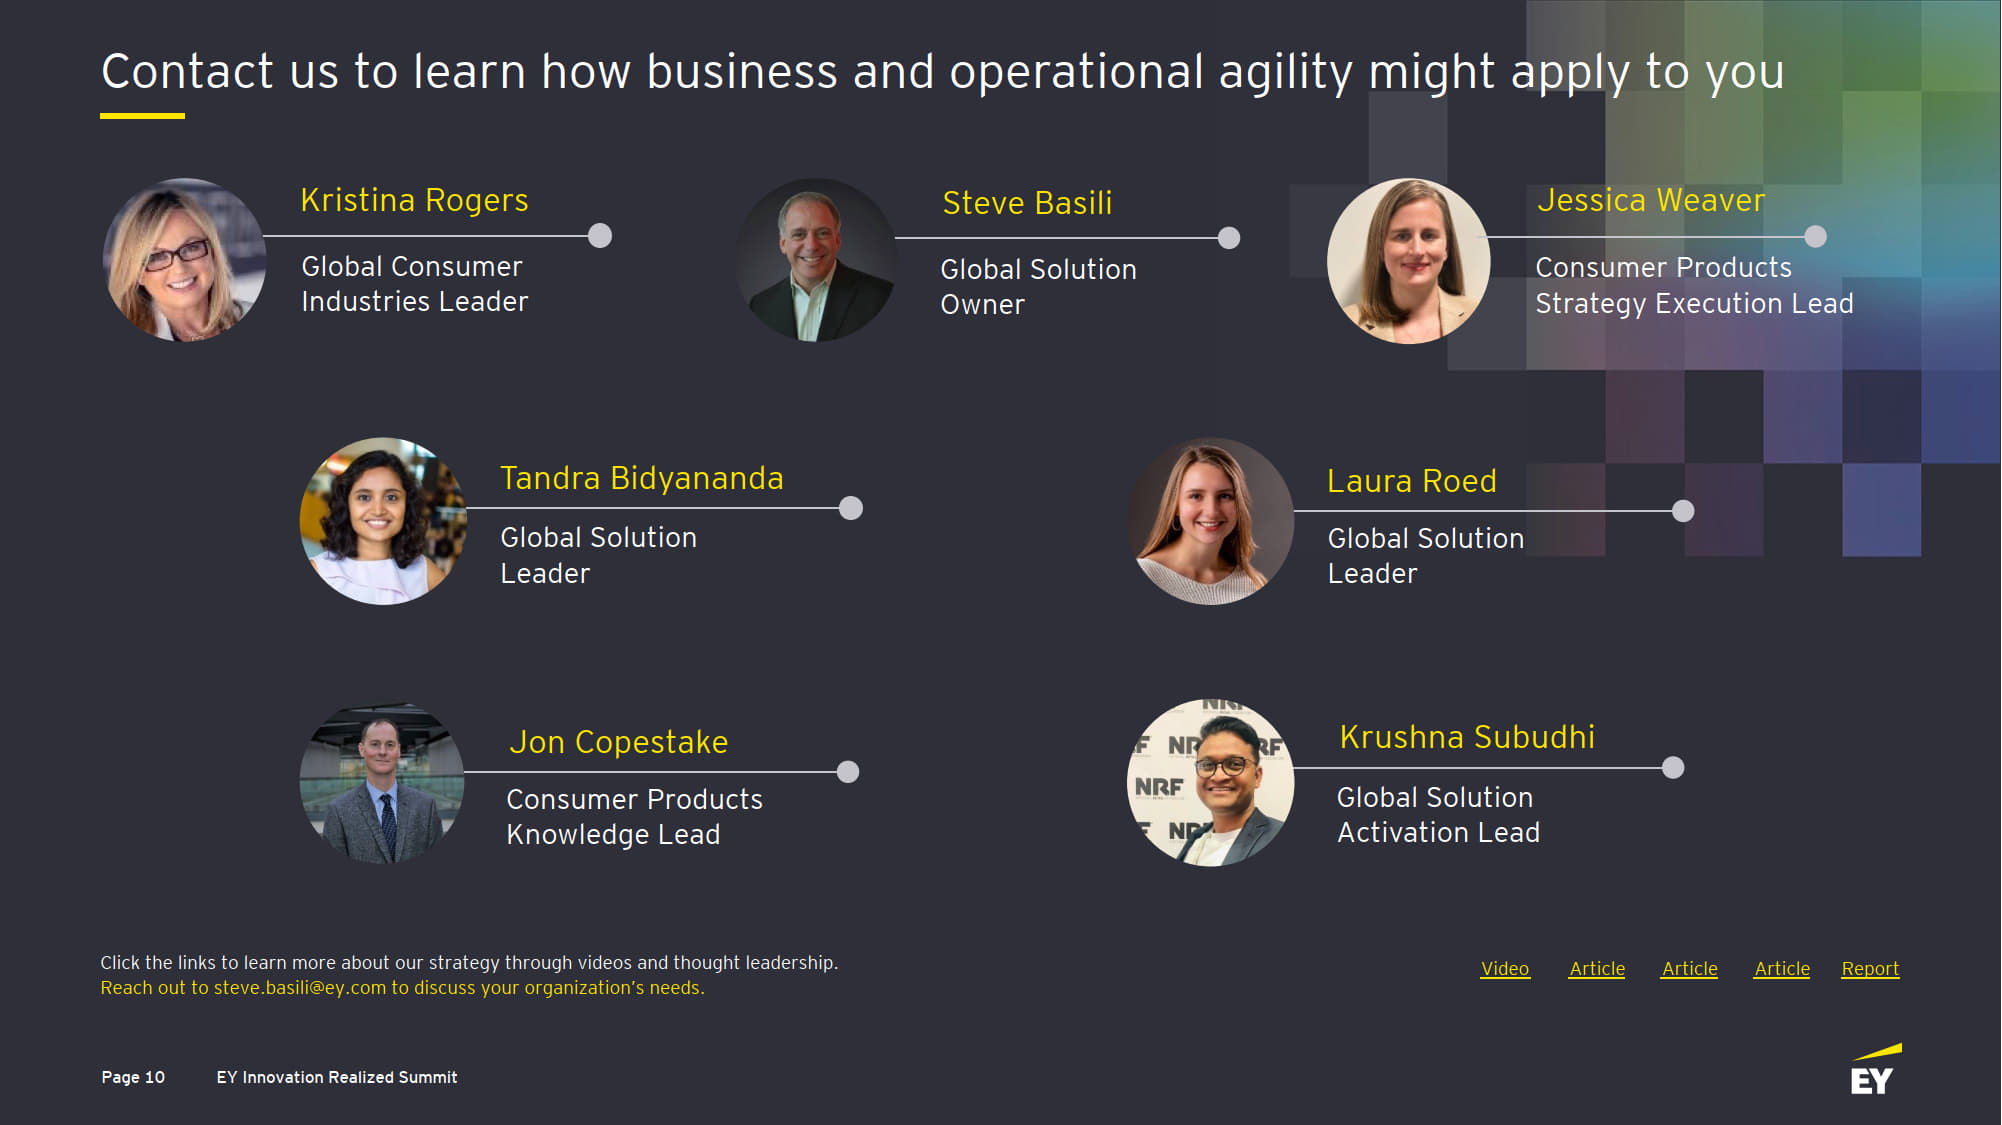 Contact us to learn how business and operational agility might apply to you
Kristina Rogers
Global Consumer
Industries Leader
Steve Basili
Global Solution
Owner
Jessica Weaver
Consumer Products
Strategy Execution Lead
Tandra Bidyananda
Global Solution
Leader
Laura Roed
Global Solution
Leader
Jon Copestake
Consumer Products
Knowledge Lead
NRF
NRF
NRF
Krushna Subudhi
Global Solution
Activation Lead
Click the links to learn more about our strategy through videos and thought leadership.
Reach out to steve.basili@ey.com to discuss your organization's needs.
Video Article Article Article Report
Page 10 EY Innovation Realized Summit
EY